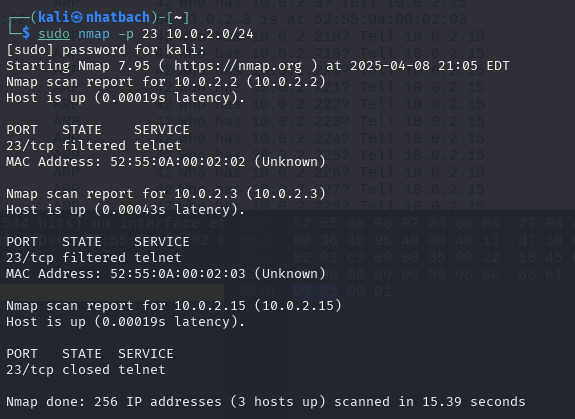 (kali㉿nhatbach)-[~]
$ sudo nmap -p 23 10.0.2.0/24
[sudo] password for kali:
Starting Nmap 7.95 ( https://nmap.org ) at 2025-04-08 21:05 EDT
Nmap scan report for 10.0.2.2 (10.0.2.2)
Host is up (0.00019s latency).

PORT   STATE    SERVICE
23/tcp filtered telnet
MAC Address: 52:55:0A:00:02:02 (Unknown)

Nmap scan report for 10.0.2.3 (10.0.2.3)
Host is up (0.00043s latency).

PORT   STATE    SERVICE
23/tcp filtered telnet
MAC Address: 52:55:0A:00:02:03 (Unknown)

Nmap scan report for 10.0.2.15 (10.0.2.15)
Host is up (0.00019s latency).

PORT   STATE  SERVICE
23/tcp closed telnet

Nmap done: 256 IP addresses (3 hosts up) scanned in 15.39 seconds